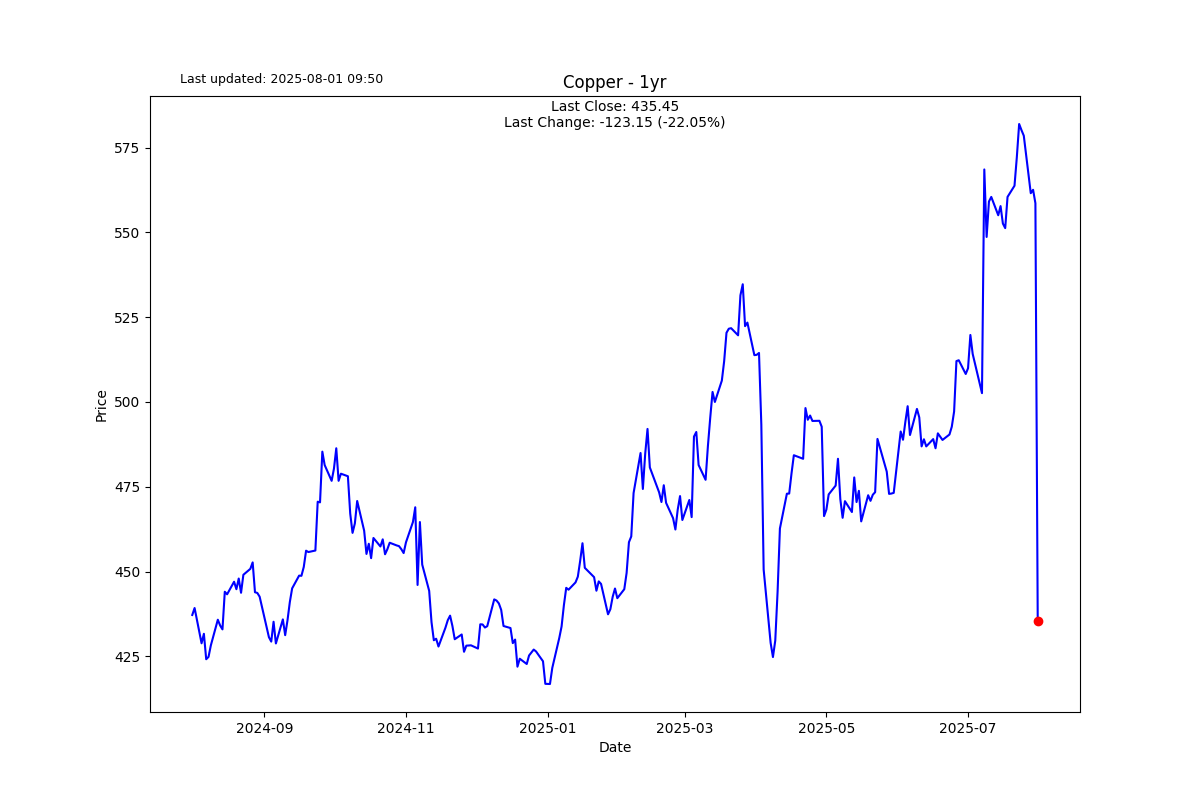 Last updated: 2025-08-01 09:50
Copper - 1yr
Last Close: 435.45
Last Change: -123.15 (-22.05%)
575
550
525
500
475
450
425
Price
2024-09
2024-11
2025-01
2025-03
2025-05
2025-07
Date